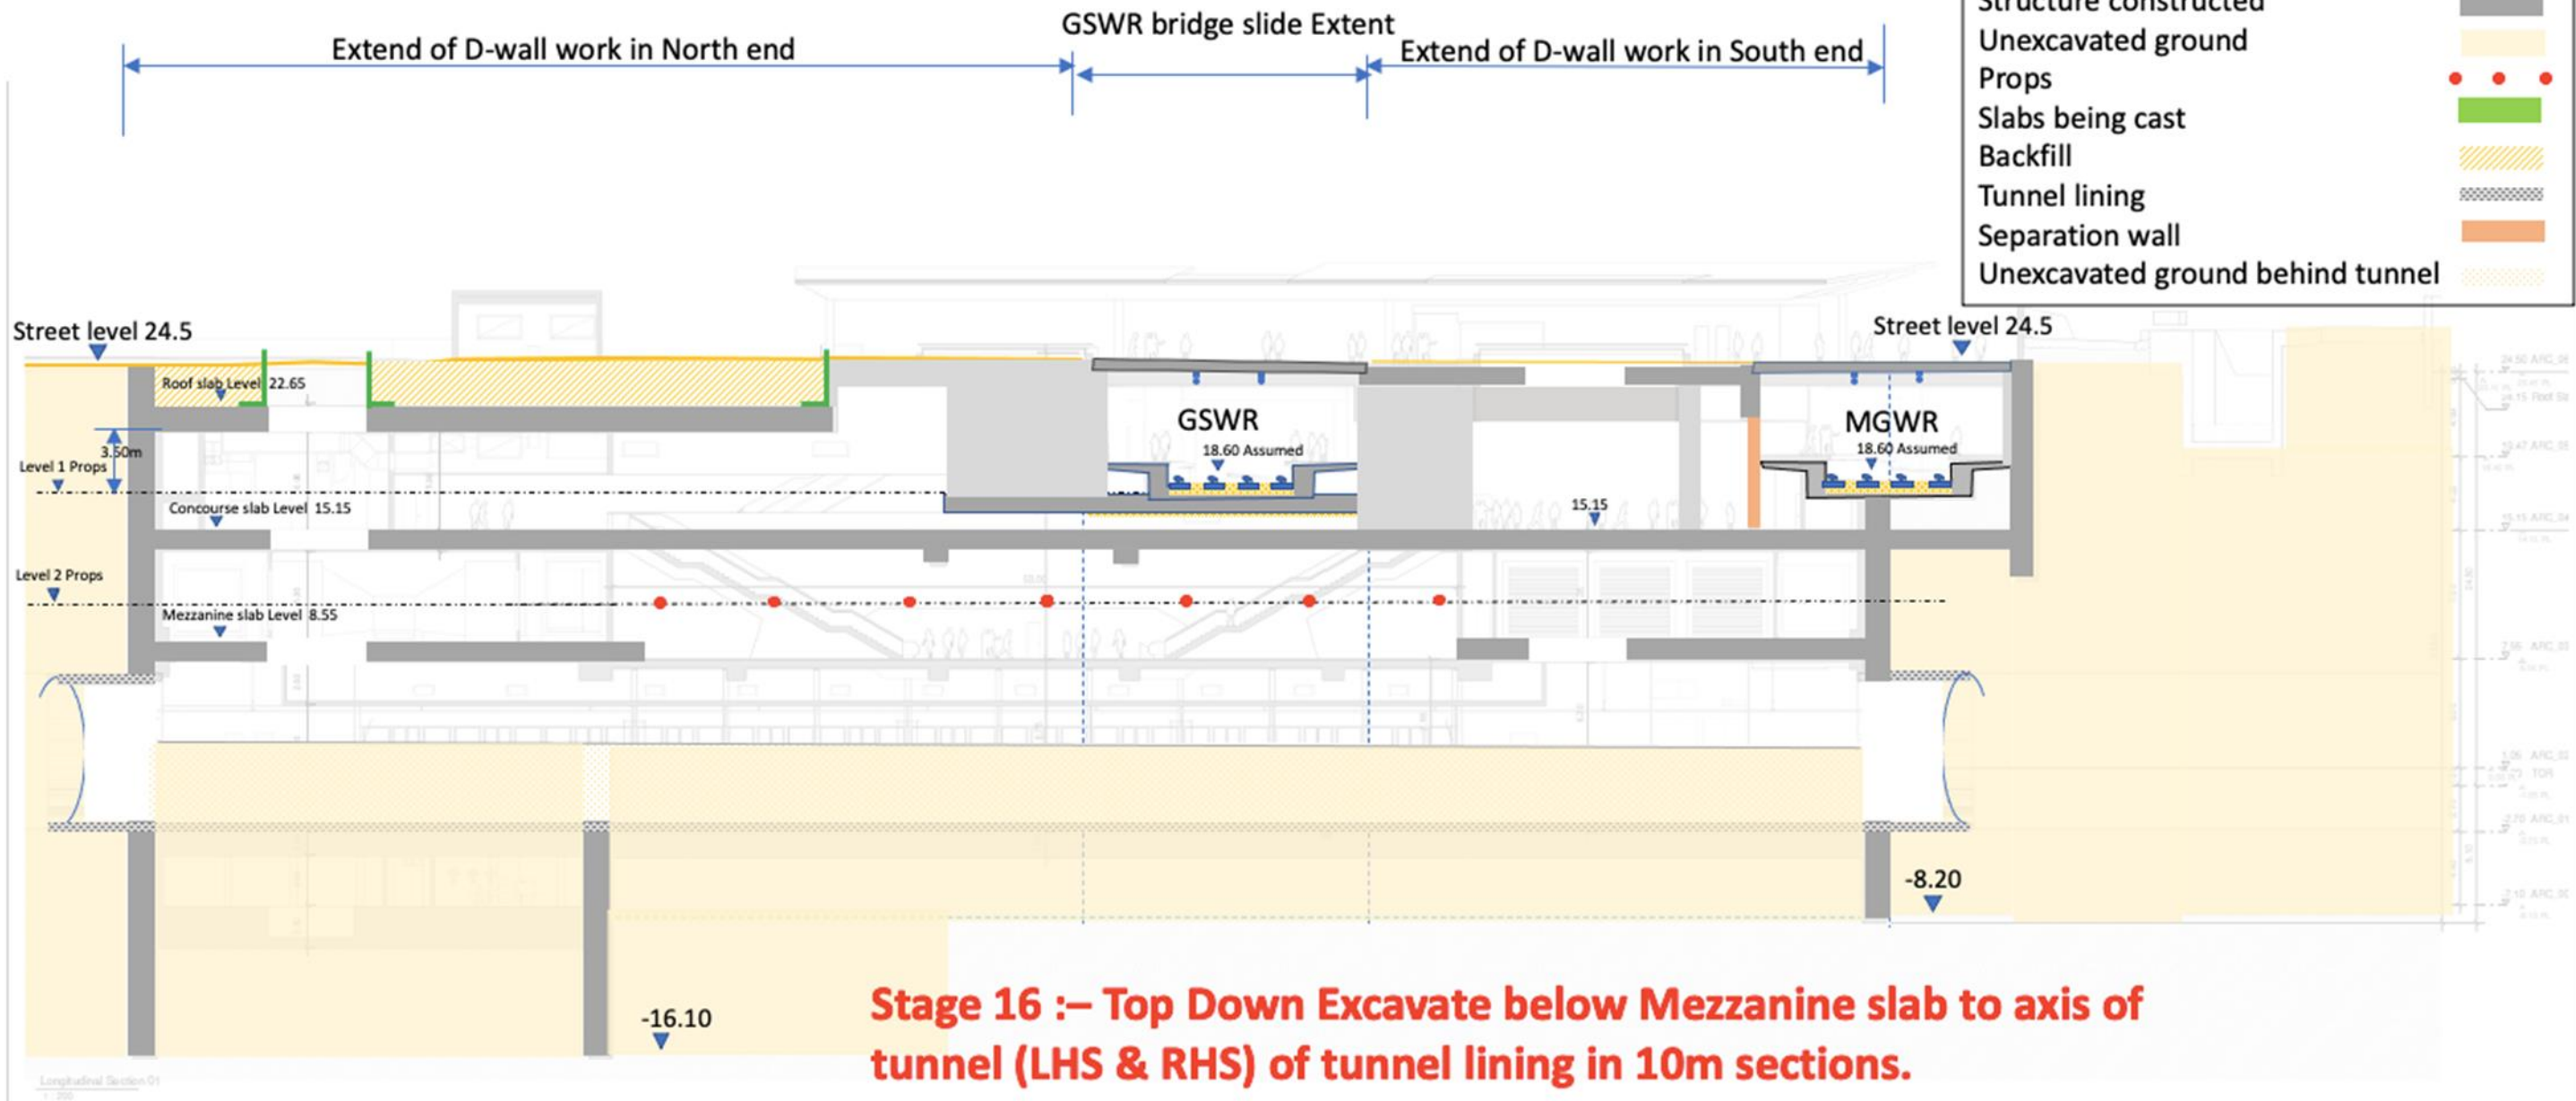 GSWR bridge slide Extent
Extend of D-wall work in North end
Extend of D-wall work in South end
Structure constructed
Unexcavated ground
Props
Slabs being cast
Backfill
Tunnel lining
Separation wall
Unexcavated ground behind tunnel
Street level 24.5
Street level 24.5
Roof slab Level 22.65
GSWR
18.60 Assumed
MGWR
18.60 Assumed
3.50m
Level 1 Props
Concourse slab Level 15.15
15.15
Level 2 Props
Mezzanine slab Level 8.55
-8.20
-16.10
Stage 16 :– Top Down Excavate below Mezzanine slab to axis of
tunnel (LHS & RHS) of tunnel lining in 10m sections.
Longitudinal Section 01